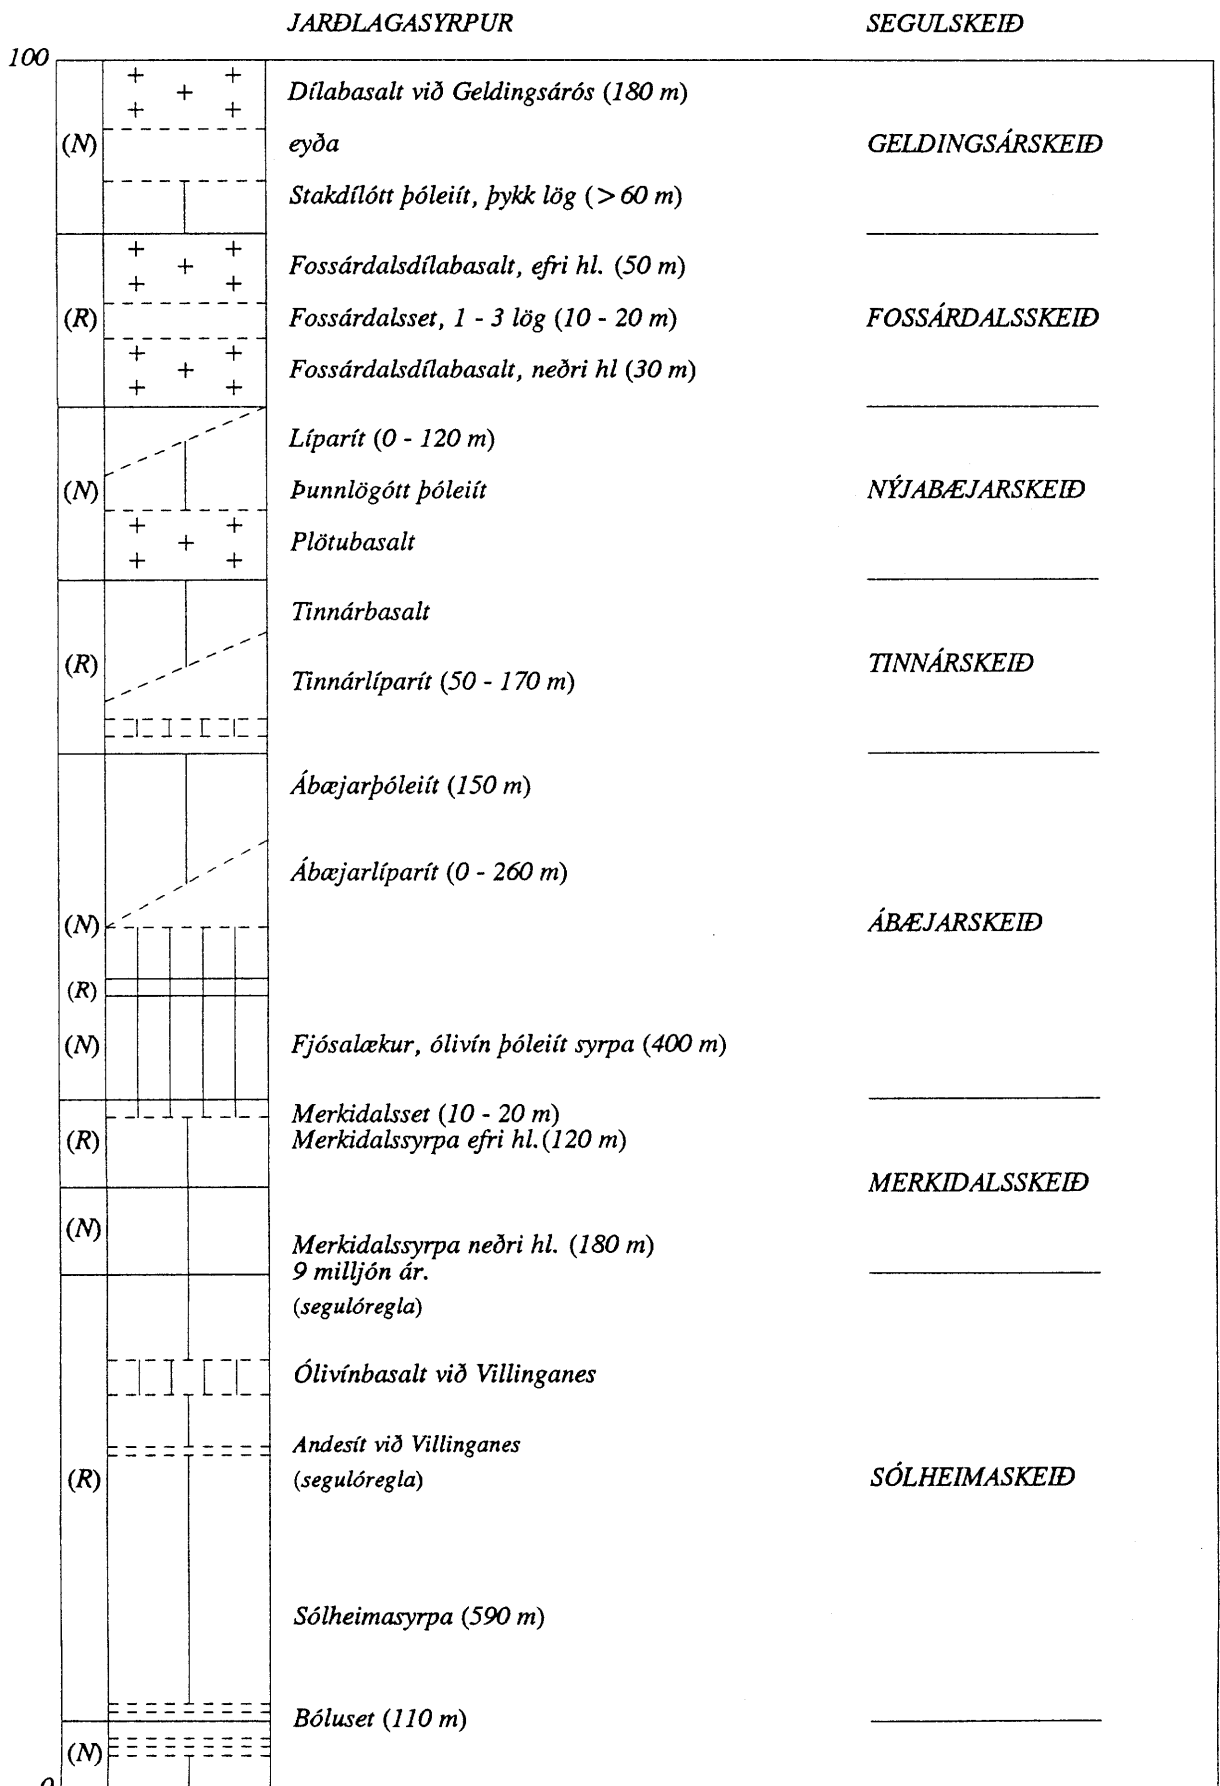 JARÐLAGASYRPUR SEGULSKEIÐ
100
Dílabasalt við Geldingsárós (180 m)
(N) eyða GELDINGSÁRSKEIÐ
Stakdílótt þóleiít, þykk lög (>60 m)
Fossárdalsdílabasalt, efri hl. (50 m)
(R) Fossárdalsset, 1 - 3 lög (10 - 20 m) FOSSÁRDALSSKEIÐ
Fossárdalsdílabasalt, neðri hl (30 m)
Líparít (0 - 120 m)
(N) Þunnlögótt þóleiít NÝJABÆJARSKEIÐ
Plötubasalt
Tinnárbasalt
(R) TINNÁRSKEIÐ
Tinnárlíparít (50 - 170 m)
Ábæjarþóleiít (150 m)
Ábæjarlíparít (0 - 260 m)
(N) ÁBÆJARSKEIÐ
(R)
(N) Fjósalækur, ólivín þóleiít syrpa (400 m)
Merkidalsset (10 - 20 m)
(R) Merkidalssyrpa efri hl. (120 m)
MERKIDALSSKEIÐ
(N)
Merkidalssyrpa neðri hl. (180 m)
9 milljón ár.
(segulóregla)
Ólivínbasalt við Villinganes
Andesít við Villinganes
(R) (segulóregla) SÓLHEIMASKEIÐ
Sólheimasyrpa (590 m)
Bóluset (110 m)
(N)
0